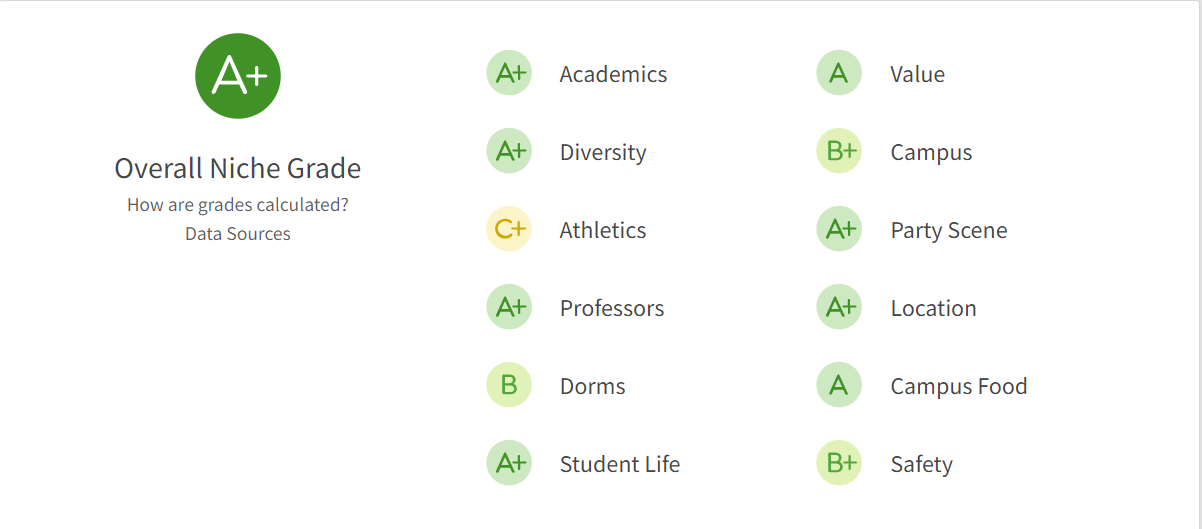 A+
Overall Niche Grade
How are grades calculated?
Data Sources
A+ Academics
A+ Diversity
C+ Athletics
A+ Professors
B Dorms
A+ Student Life
A Value
B+ Campus
A+ Party Scene
A+ Location
A Campus Food
B+ Safety